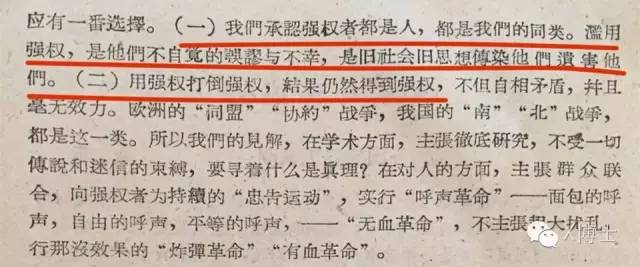 应有一番选擇。(一)我們承認强权者都是人,都是我們的同类。濫用
强权,是他們不自觉的誤謬与不幸,是旧社会旧思想傳染他們遺害他
們。(二)用强权打倒强权,結果仍然得到强权,不但自相矛盾,幷且
毫无效力。欧洲的“同盟”“协約”战爭,我国的“南”“北”战爭,
都是这一类。所以我們的見解,在学术方面,主張徹底研究,不受一切
傳說和迷信的束縛,要寻着什么是眞理?在对人的方面,主張群众联
合,向强权者为持續的“忠告运动”,实行“呼声革命”——面包的呼
声,自由的呼声,平等的呼声,——“无血革命”。不主張起大扰乱,
行那沒效果的“炸彈革命”“有血革命”。
X博士